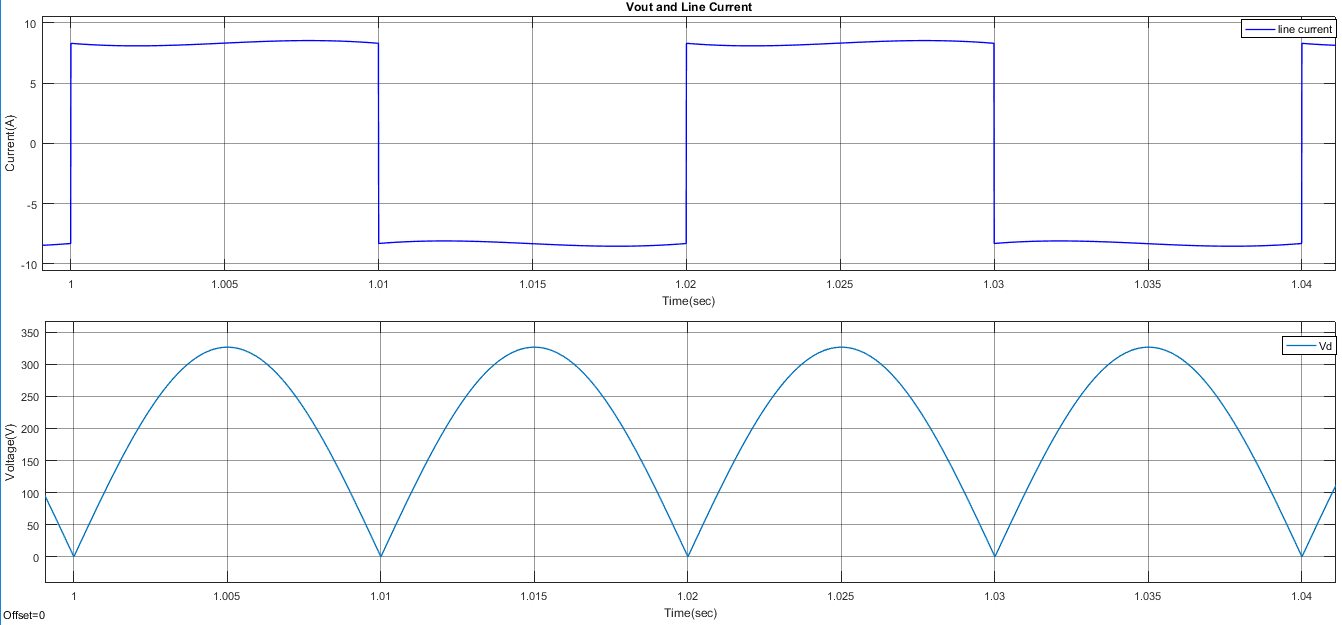 Vout and Line Current
line current
10
5
0
-5
-10
Current(A)
1 1.005 1.01 1.015 1.02 1.025 1.03 1.035 1.04
Time(sec)
Vd
350
300
250
200
150
100
50
0
Voltage(V)
1 1.005 1.01 1.015 1.02 1.025 1.03 1.035 1.04
Time(sec)
Offset=0